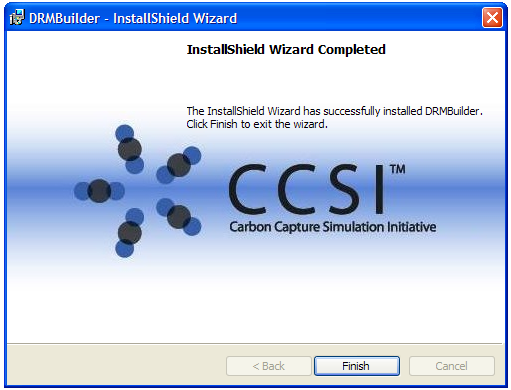 DRMBuilder - InstallShield Wizard
InstallShield Wizard Completed
The InstallShield Wizard has successfully installed DRMBuilder.
Click Finish to exit the wizard.
CCSI™
Carbon Capture Simulation Initiative
< Back
Finish
Cancel